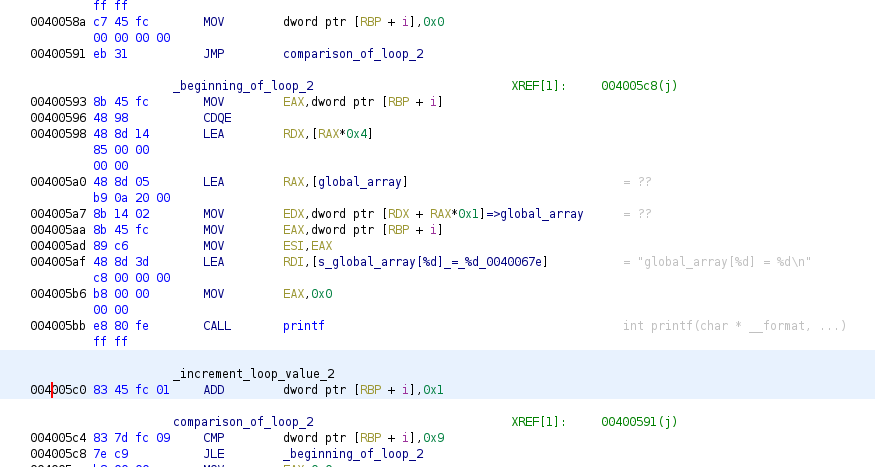 ff ff
0040058a c7 45 fc MOV dword ptr [RBP + i],0x0
00 00 00 00
00400591 eb 31 JMP comparison_of_loop_2
_beginning_of_loop_2 XREF[1]: 004005c8(j)
00400593 8b 45 fc MOV EAX,dword ptr [RBP + i]
00400596 48 98 CDQE
00400598 48 8d 14 LEA RDX,[RAX*0x4]
85 00 00
00 00
004005a0 48 8d 05 LEA RAX,[global_array] = ??
b9 0a 20 00
004005a7 8b 14 02 MOV EDX,dword ptr [RDX + RAX*0x1]=>global_array = ??
004005aa 8b 45 fc MOV EAX,dword ptr [RBP + i]
004005ad 89 c6 MOV ESI,EAX
004005af 48 8d 3d LEA RDI,[s_global_array[%d]_=_%d_0040067e] = "global_array[%d] = %d\n"
c8 00 00 00
004005b6 b8 00 00 MOV EAX,0x0
00 00
004005bb e8 80 fe CALL printf int printf(char * __format, ...)
ff ff
_increment_loop_value_2
004005c0 83 45 fc 01 ADD dword ptr [RBP + i],0x1
comparison_of_loop_2 XREF[1]: 00400591(j)
004005c4 83 7d fc 09 CMP dword ptr [RBP + i],0x9
004005c8 7e c9 JLE _beginning_of_loop_2